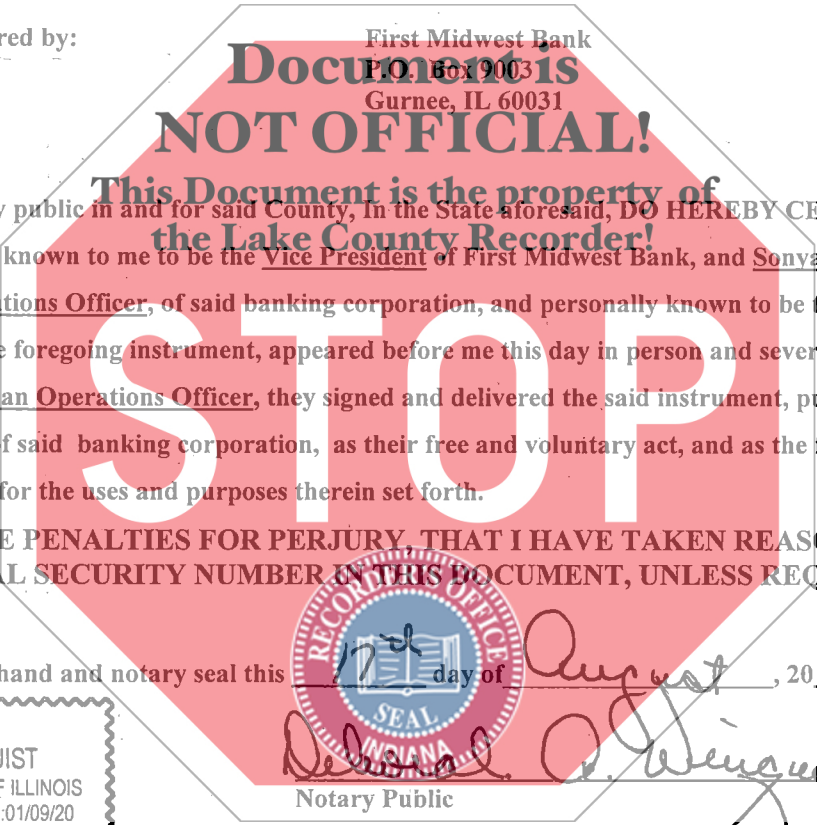 red by:
First Midwest Bank
P.O. Box 9003
Gurnee, IL 60031
Document is
NOT OFFICIAL!
This Document is the property of
the Lake County Recorder!
y public in and for said County, In the State aforesaid, DO HEREBY CE
known to me to be the Vice President of First Midwest Bank, and Sonya
tions Officer, of said banking corporation, and personally known to be t
e foregoing instrument, appeared before me this day in person and sever
an Operations Officer, they signed and delivered the said instrument, pu
of said banking corporation, as their free and voluntary act, and as the
for the uses and purposes therein set forth.
STOP
E PENALTIES FOR PERJURY, THAT I HAVE TAKEN REASO
AL SECURITY NUMBER IN THIS DOCUMENT, UNLESS REQ
hand and notary seal this 17th day of August, 20
RECORDER'S OFFICE
SEAL
INDIANA
Deborah
Notary Public
UIST
F ILLINOIS
:01/09/20